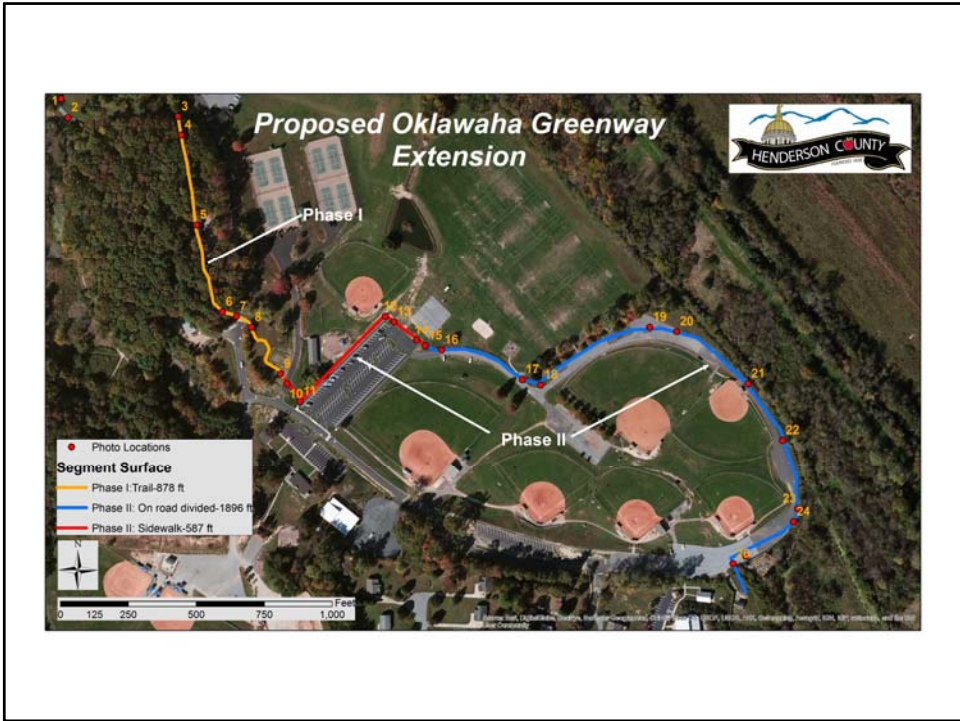 1
2
3
4
Proposed Oklawaha Greenway
Extension
HENDERSON COUNTY
5
Phase I
6
7
8
9
10
11
13
14
15
16
17
18
19
20
21
22
23
24
Phase II
Photo Locations
Segment Surface
Phase I:Trail-878 ft
Phase II: On road divided-1896 ft
Phase II: Sidewalk-587 ft
N
Feet
0 125 250 500 750 1,000
User Community